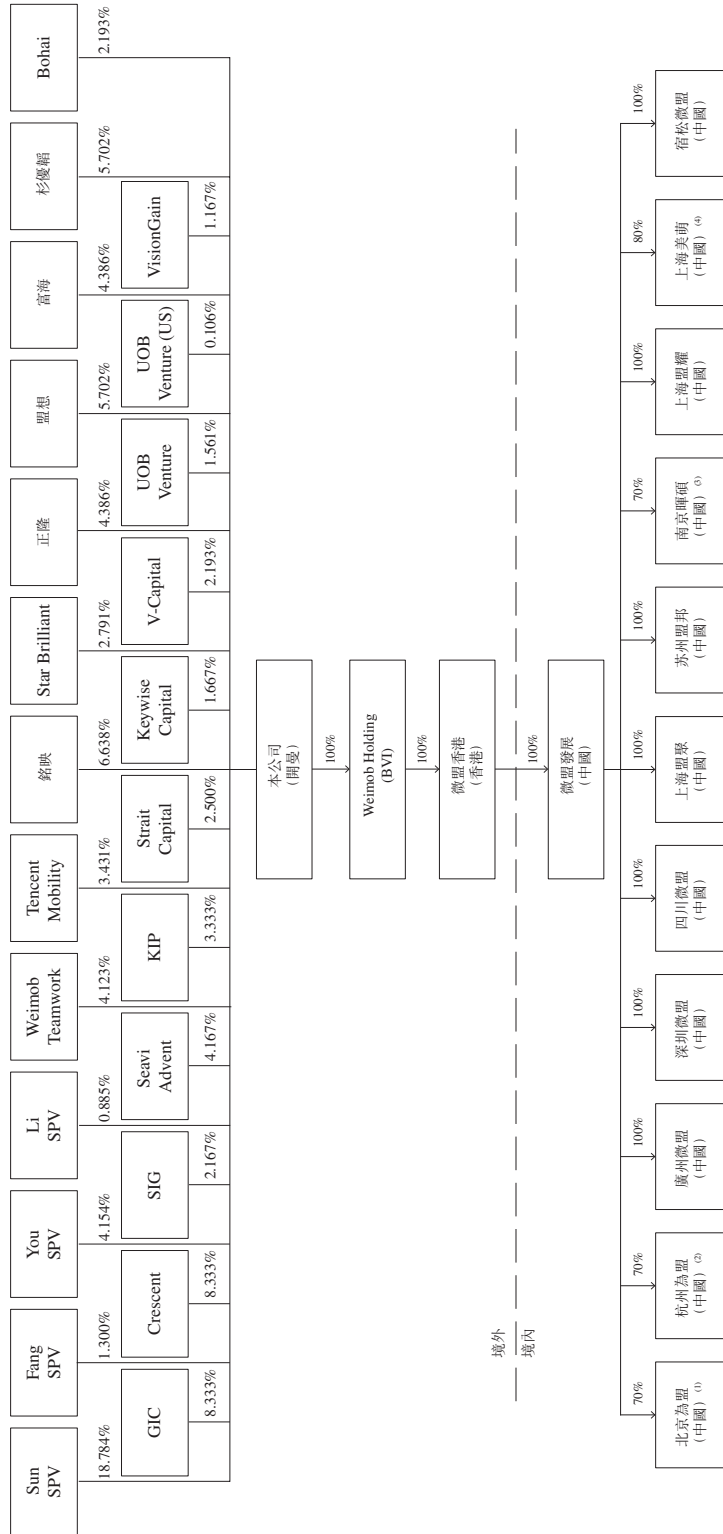 Sun
SPV
Fang
SPV
You
SPV
Li
SPV
Weimob
Teamwork
Tencent
Mobility
銘映
Star Brilliant
正隆
盟想
富海
杉優韜
Bohai
18.784%
1.300%
4.154%
0.885%
4.123%
3.431%
6.638%
2.791%
4.386%
5.702%
4.386%
5.702%
2.193%
GIC
Crescent
SIG
Seavi
Advent
KIP
Strait
Capital
Keywise
Capital
V-Capital
UOB
Venture
UOB
Venture (US)
VisionGain
8.333%
8.333%
2.167%
4.167%
3.333%
2.500%
1.667%
2.193%
1.561%
0.106%
1.167%
本公司
(開曼)
100%
Weimob Holding
(BVI)
100%
微盟香港
(香港)
境外
境內
100%
微盟發展
(中國)
70%
70%
100%
100%
100%
100%
100%
70%
100%
80%
100%
北京為盟
(中國) (1)
杭州為盟
(中國) (2)
廣州微盟
(中國)
深圳微盟
(中國)
四川微盟
(中國)
上海盟聚
(中國)
苏州盟邦
(中國)
南京暉碩
(中國) (3)
上海盟耀
(中國)
上海美萌
(中國) (4)
宿松微盟
(中國)